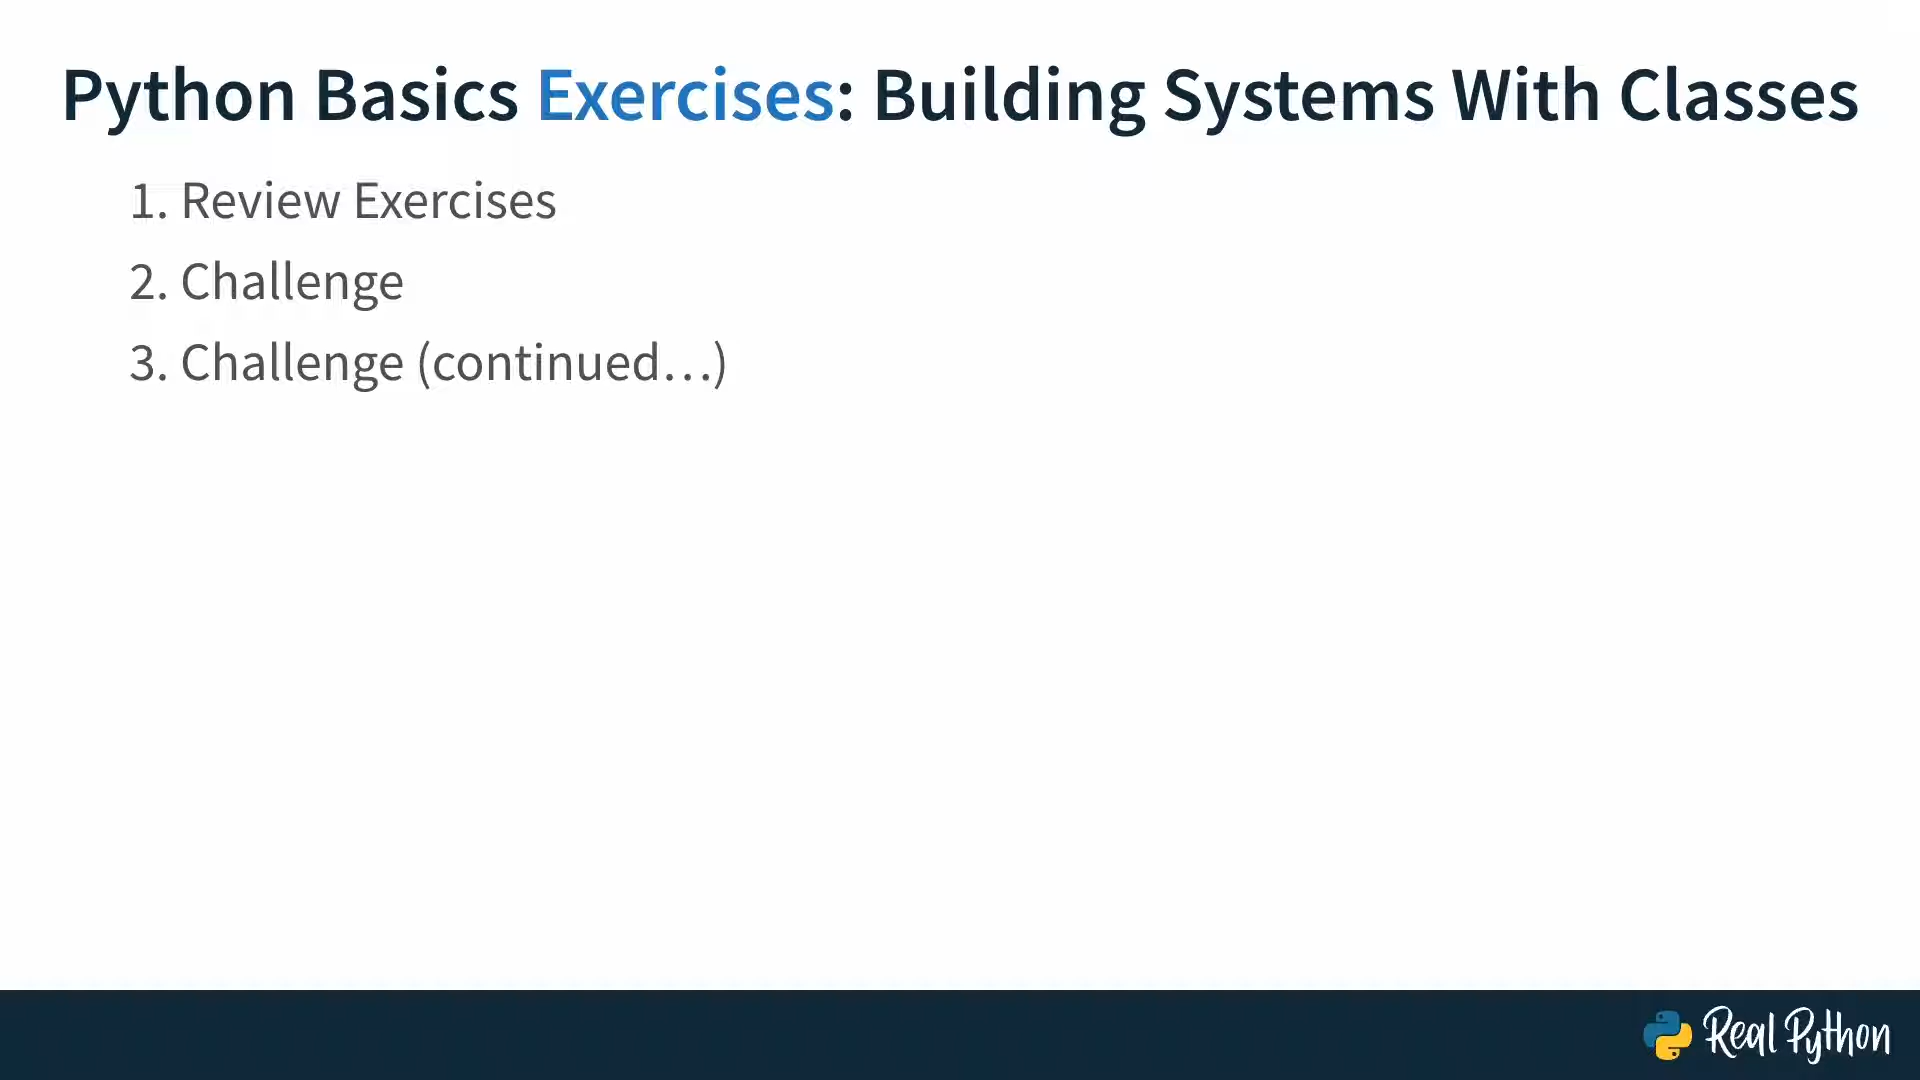 Python Basics Exercises: Building Systems With Classes
1. Review Exercises
2. Challenge
3. Challenge (continued…)
Real Python